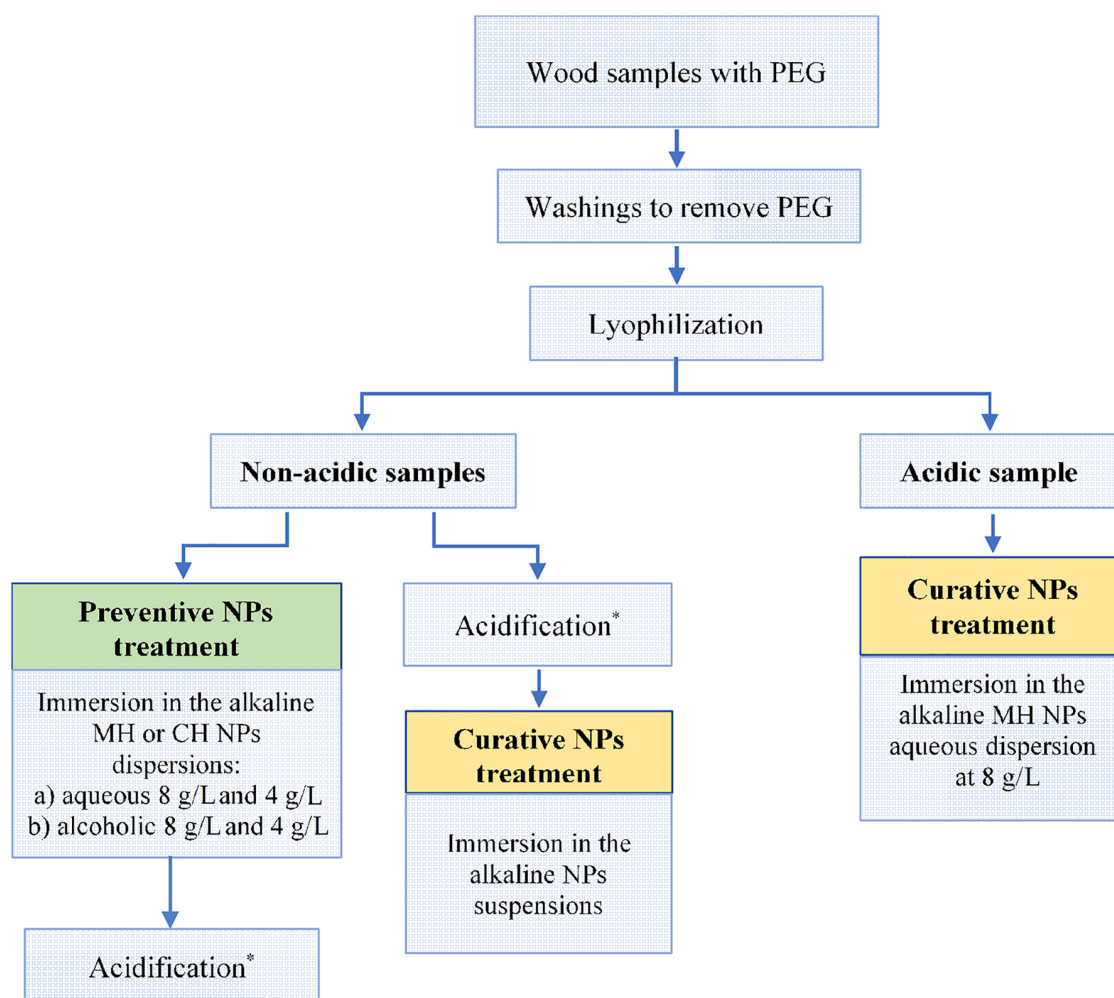 Wood samples with PEG
Washings to remove PEG
Lyophilization
Non-acidic samples
Acidic sample
Preventive NPs
treatment
Immersion in the alkaline
MH or CH NPs
dispersions:
a) aqueous 8 g/L and 4 g/L
b) alcoholic 8 g/L and 4 g/L
Acidification*
Acidification*
Curative NPs
treatment
Immersion in the
alkaline NPs
suspensions
Curative NPs
treatment
Immersion in the
alkaline MH NPs
aqueous dispersion
at 8 g/L